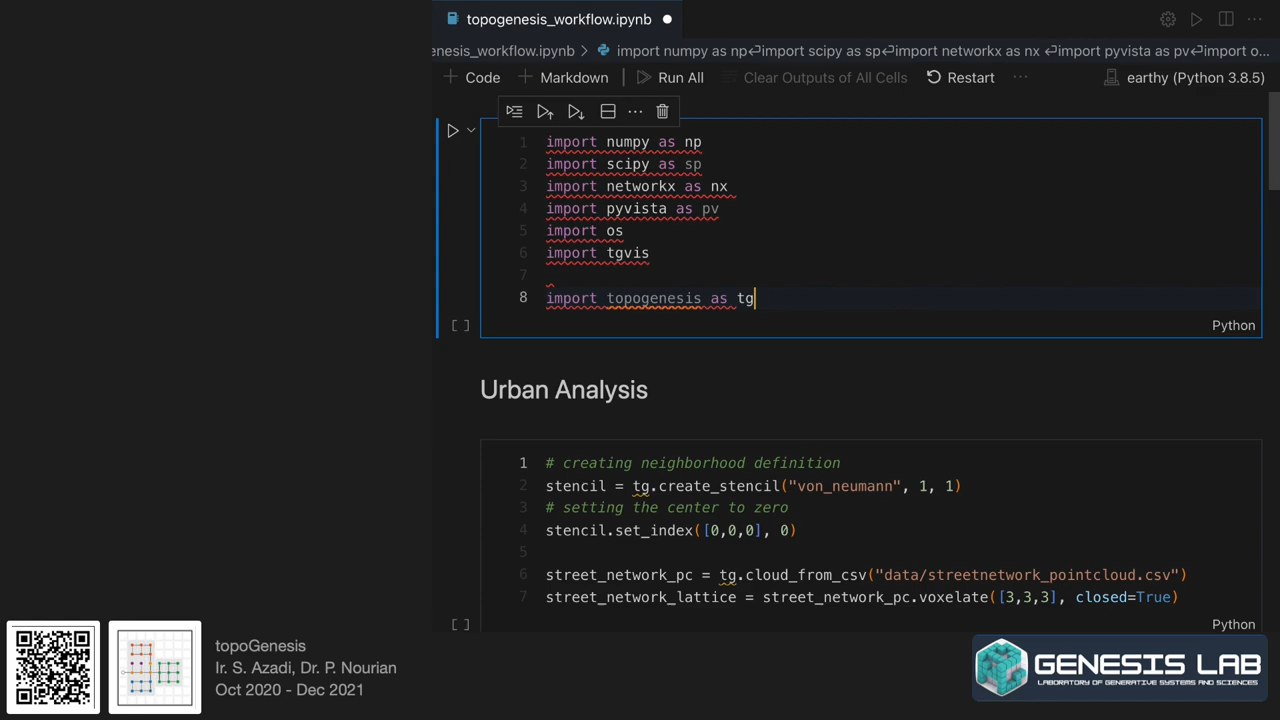 topogenesis_workflow.ipynb
enesis_workflow.ipynb > import numpy as np↵import scipy as sp↵import networkx as nx ↵import pyvista as pv↵import o...
+ Code + Markdown Run All Clear Outputs of All Cells Restart ... earthy (Python 3.8.5)
1 import numpy as np
2 import scipy as sp
3 import networkx as nx
4 import pyvista as pv
5 import os
6 import tgvis
7
8 import topogenesis as tg
[ ] Python
Urban Analysis
1 # creating neighborhood definition
2 stencil = tg.create_stencil("von_neumann", 1, 1)
3 # setting the center to zero
4 stencil.set_index([0,0,0], 0)
5
6 street_network_pc = tg.cloud_from_csv("data/streetnetwork_pointcloud.csv")
7 street_network_lattice = street_network_pc.voxelate([3,3,3], closed=True)
[ ] Python
topoGenesis
Ir. S. Azadi, Dr. P. Nourian
Oct 2020 - Dec 2021
GENESIS LAB
LABORATORY OF GENERATIVE SYSTEMS AND SCIENCES